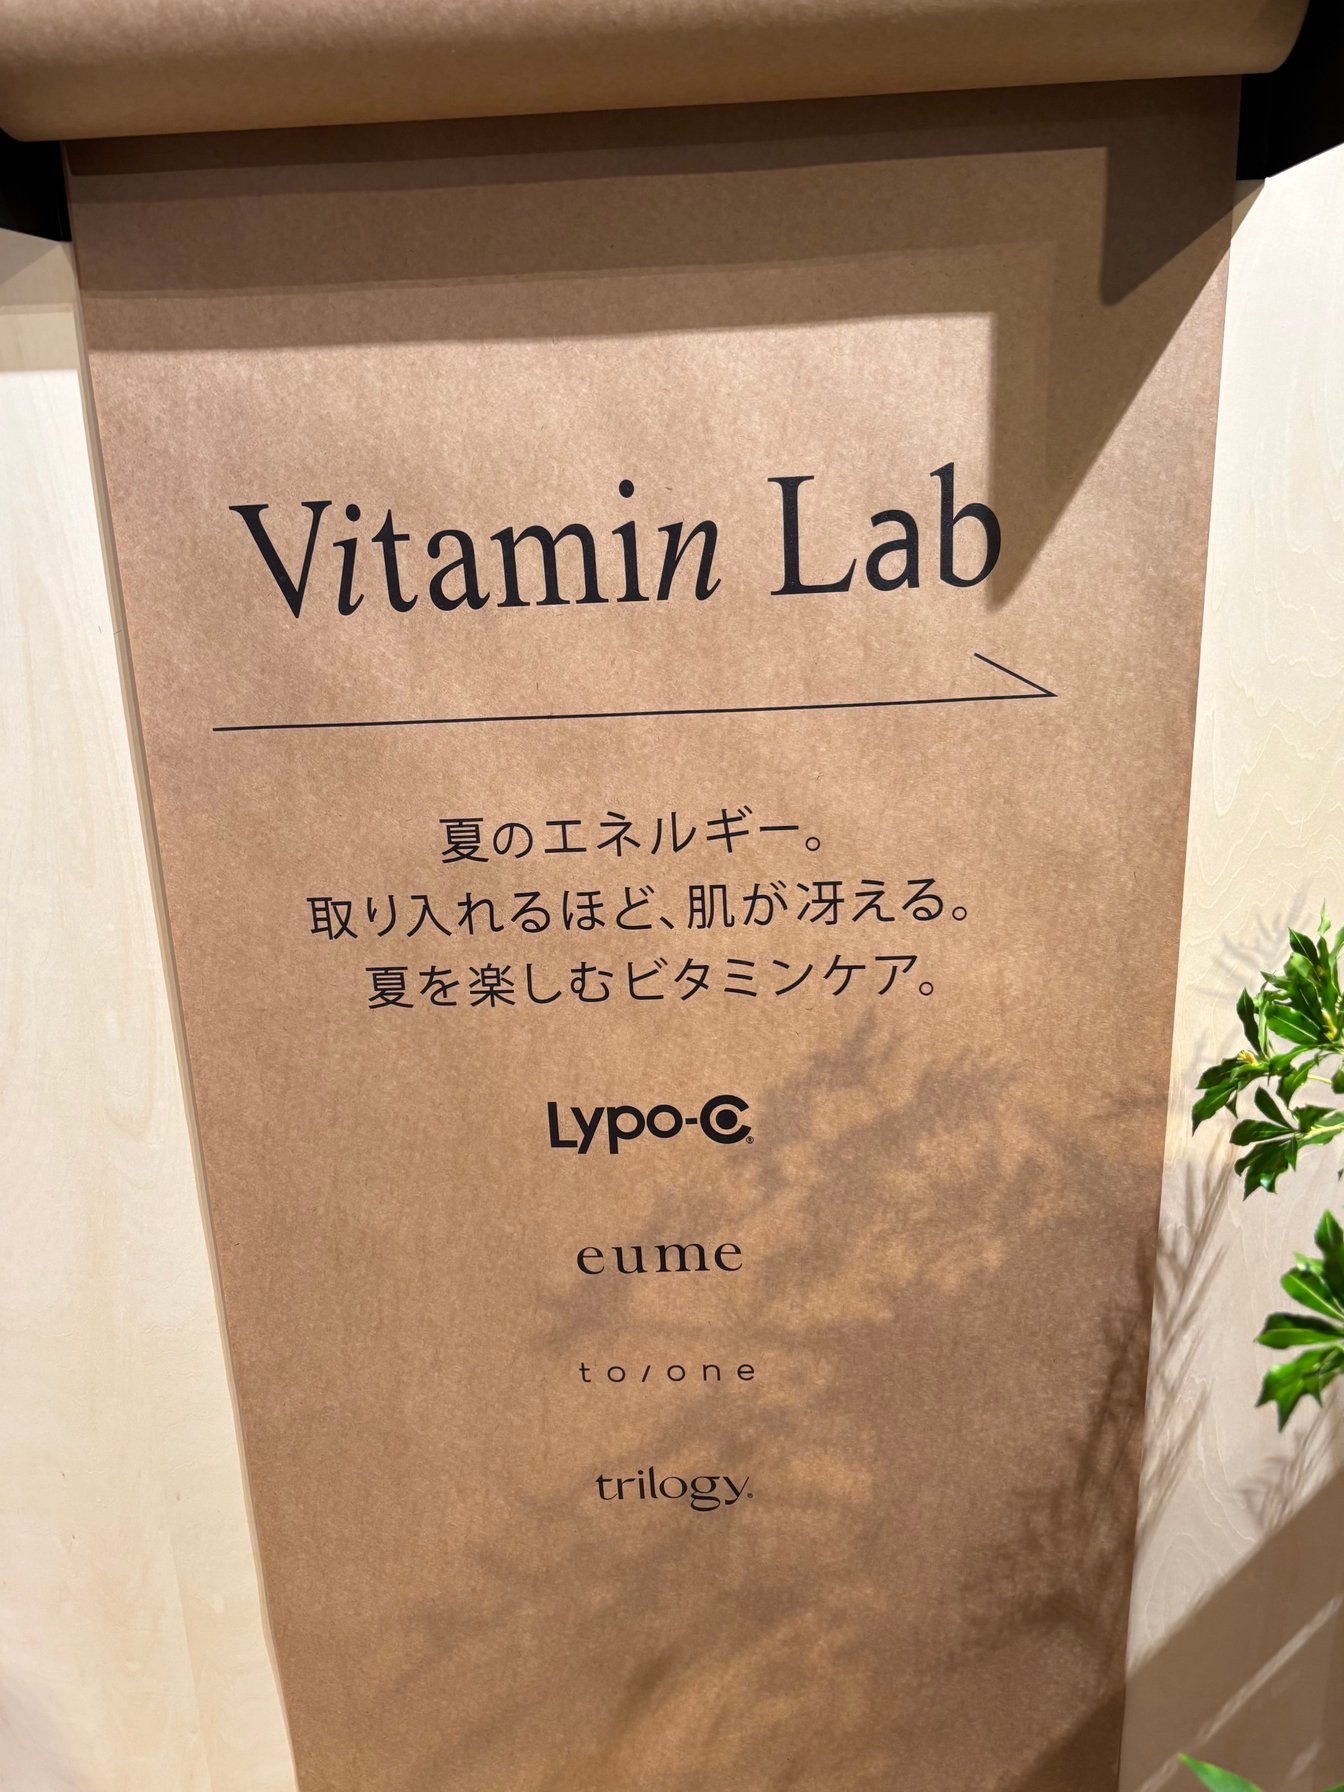 Vitamin Lab
夏のエネルギー。
取り入れるほど、肌が冴える。
夏を楽しむビタミンケア。
Lypo-C®
eume
to/one
trilogy®